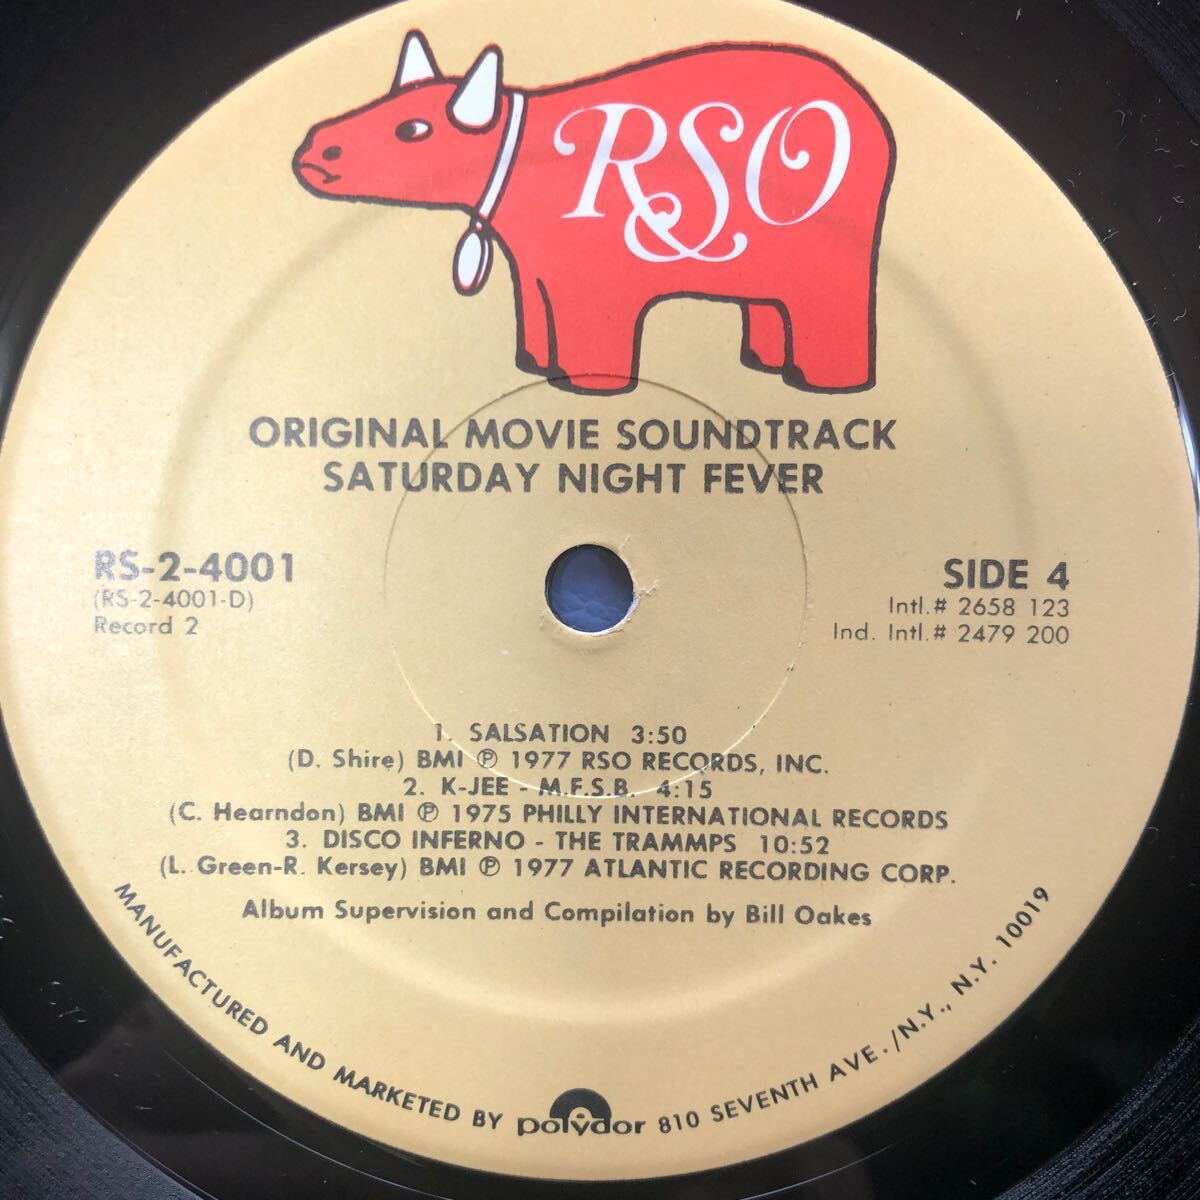 RSO
ORIGINAL MOVIE SOUNDTRACK
SATURDAY NIGHT FEVER
RS-2-4001
(RS-2-4001-D)
Record 2
SIDE 4
Intl.# 2658 123
Ind. Intl.# 2479 200
1. SALSATION 3:50
(D. Shire) BMI ℗ 1977 RSO RECORDS, INC.
2. K-JEE - M.F.S.B. 4:15
(C. Hearndon) BMI ℗ 1975 PHILLY INTERNATIONAL RECORDS
3. DISCO INFERNO - THE TRAMMPS 10:52
(L. Green-R. Kersey) BMI ℗ 1977 ATLANTIC RECORDING CORP.
Album Supervision and Compilation by Bill Oakes
MANUFACTURED AND MARKETED BY polydor 810 SEVENTH AVE./N.Y., N.Y. 10019